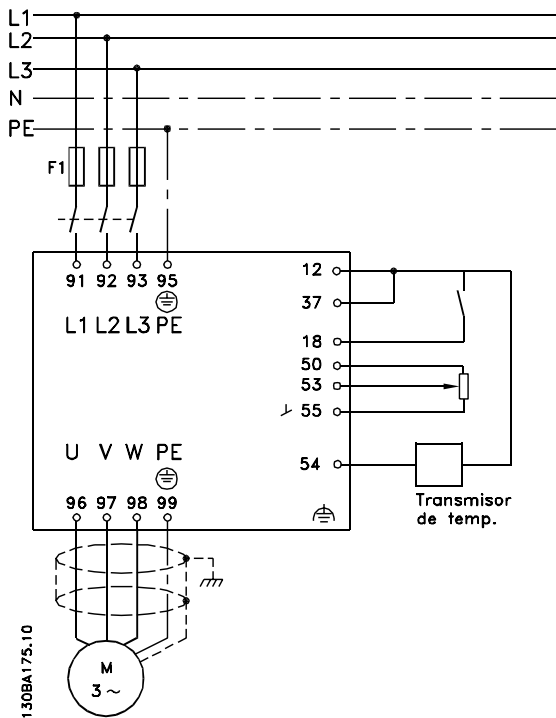 L1
L2
L3
N
PE
F1
91 92 93 95
L1 L2 L3 PE
12
37
18
50
53
55
54
U V W PE
96 97 98 99
Transmisor
de temp.
M
3 ~
130BA175.10